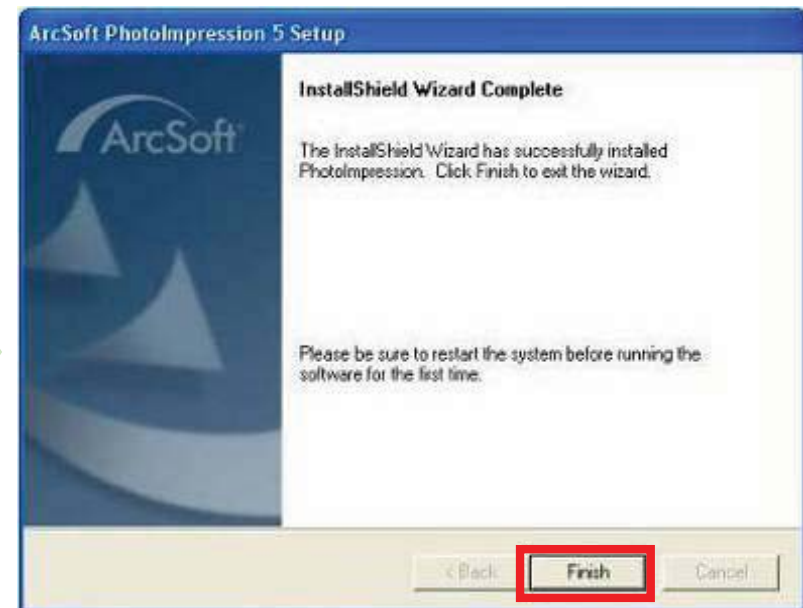 ArcSoft PhotoImpression 5 Setup
ArcSoft
InstallShield Wizard Complete
The InstallShield Wizard has successfully installed
PhotoImpression. Click Finish to exit the wizard.
Please be sure to restart the system before running the
software for the first time.
< Back Finish Cancel